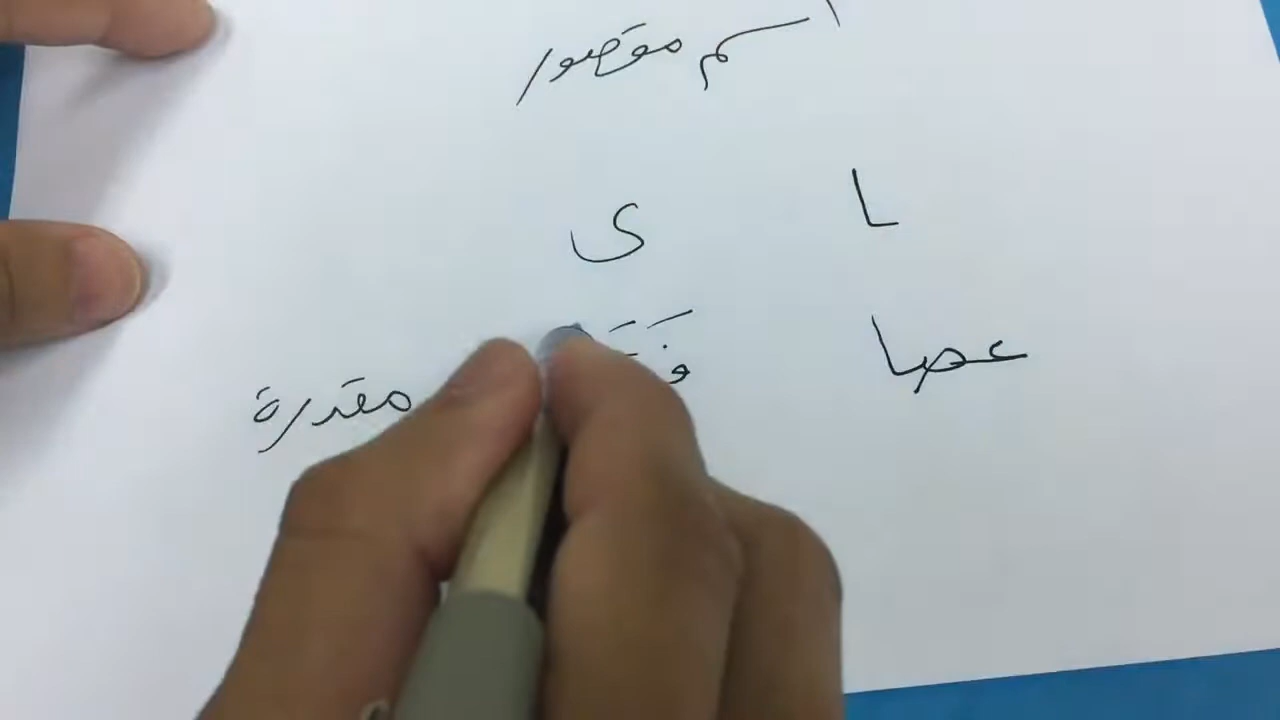 اسم مقصور
ا ى
عصا
مقدرة